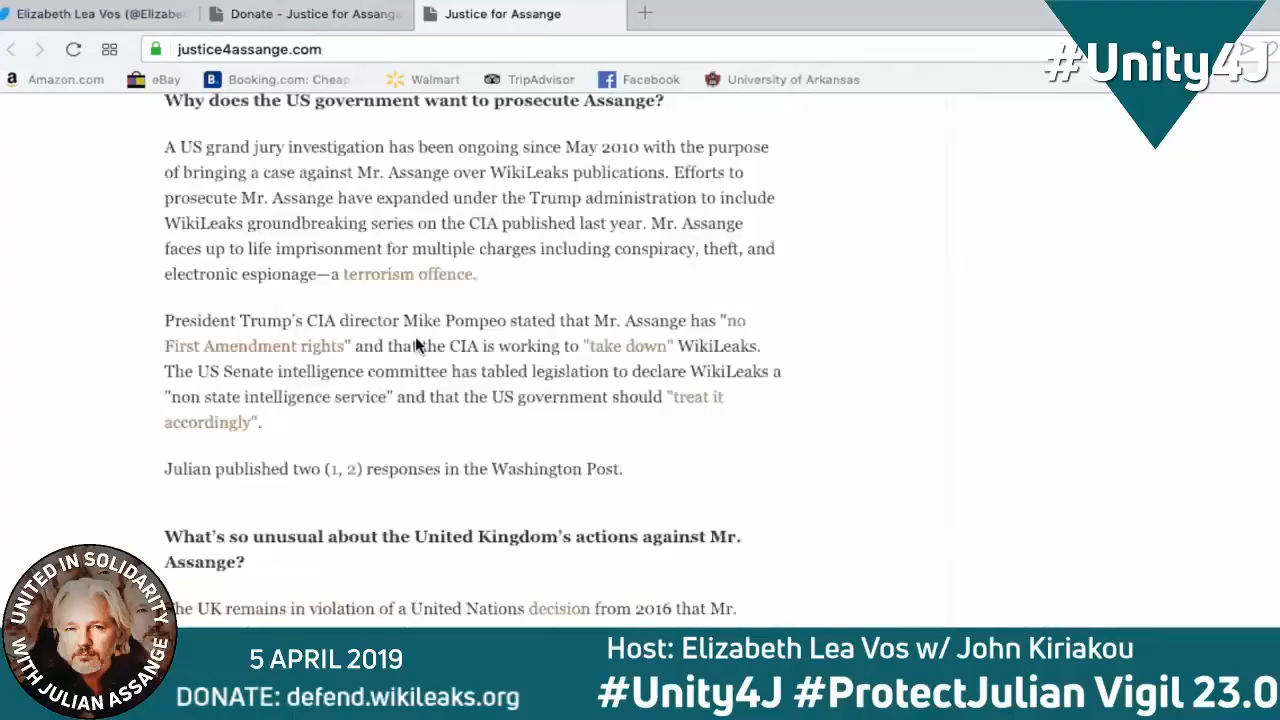 Elizabeth Lea Vos (@Elizabe
Donate - Justice for Assange
Justice for Assange
justice4assange.com
#Unity4J
Amazon.com
eBay
B. Booking.com: Cheap
Walmart
TripAdvisor
Facebook
University of Arkansas
Why does the US government want to prosecute Assange?
A US grand jury investigation has been ongoing since May 2010 with the purpose
of bringing a case against Mr. Assange over WikiLeaks publications. Efforts to
prosecute Mr. Assange have expanded under the Trump administration to include
WikiLeaks groundbreaking series on the CIA published last year. Mr. Assange
faces up to life imprisonment for multiple charges including conspiracy, theft, and
electronic espionage—a terrorism offence.
President Trump's CIA director Mike Pompeo stated that Mr. Assange has "no
First Amendment rights" and that the CIA is working to "take down" WikiLeaks.
The US Senate intelligence committee has tabled legislation to declare WikiLeaks a
"non state intelligence service" and that the US government should "treat it
accordingly".
Julian published two (1, 2) responses in the Washington Post.
What's so unusual about the United Kingdom's actions against Mr.
Assange?
The UK remains in violation of a United Nations decision from 2016 that Mr.
UNITED IN SOLIDARITY
WITH JULIAN ASSANGE
5 APRIL 2019
DONATE: defend.wikileaks.org
Host: Elizabeth Lea Vos w/ John Kiriakou
#Unity4J #ProtectJulian Vigil 23.0